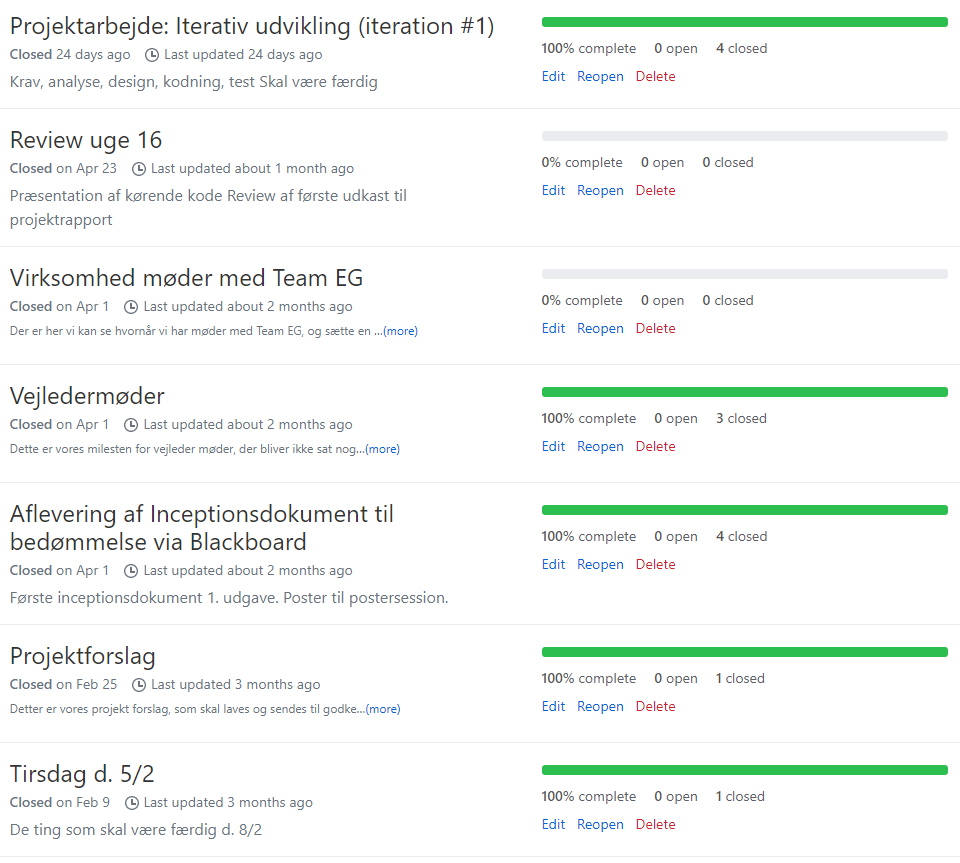 Projektarbejde: Iterativ udvikling (iteration #1)
Closed 24 days ago Last updated 24 days ago
Krav, analyse, design, kodning, test Skal være færdig
100% complete 0 open 4 closed
Edit Reopen Delete
Review uge 16
Closed on Apr 23 Last updated about 1 month ago
Præsentation af kørende kode Review af første udkast til
projektrapport
0% complete 0 open 0 closed
Edit Reopen Delete
Virksomhed møder med Team EG
Closed on Apr 1 Last updated about 2 months ago
Der er her vi kan se hvornår vi har møder med Team EG, og sætte en ...(more)
0% complete 0 open 0 closed
Edit Reopen Delete
Vejledermøder
Closed on Apr 1 Last updated about 2 months ago
Dette er vores milesten for vejleder møder, der bliver ikke sat nog...(more)
100% complete 0 open 3 closed
Edit Reopen Delete
Aflevering af Inceptionsdokument til
bedømmelse via Blackboard
Closed on Apr 1 Last updated about 2 months ago
Første inceptionsdokument 1. udgave. Poster til postersession.
100% complete 0 open 4 closed
Edit Reopen Delete
Projektforslag
Closed on Feb 25 Last updated 3 months ago
Detter er vores projekt forslag, som skal laves og sendes til godke...(more)
100% complete 0 open 1 closed
Edit Reopen Delete
Tirsdag d. 5/2
Closed on Feb 9 Last updated 3 months ago
De ting som skal være færdig d. 8/2
100% complete 0 open 1 closed
Edit Reopen Delete